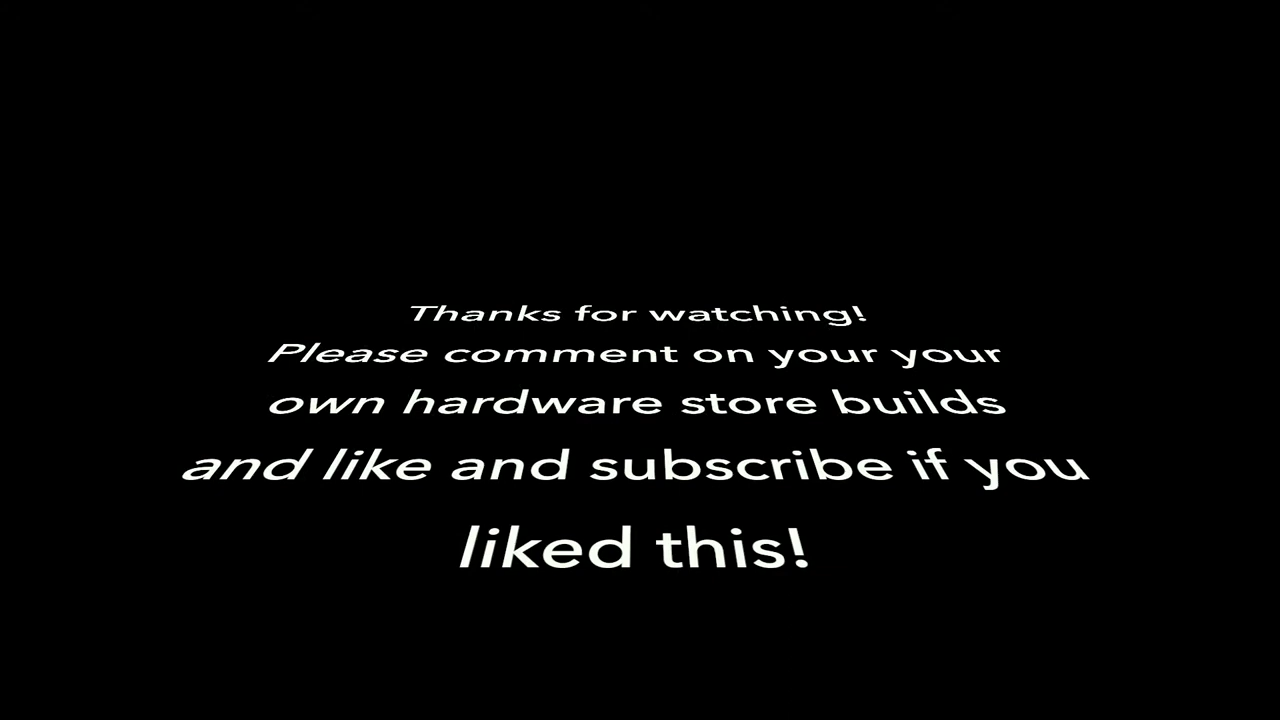 Thanks for watching!
Please comment on your your
own hardware store builds
and like and subscribe if you
liked this!